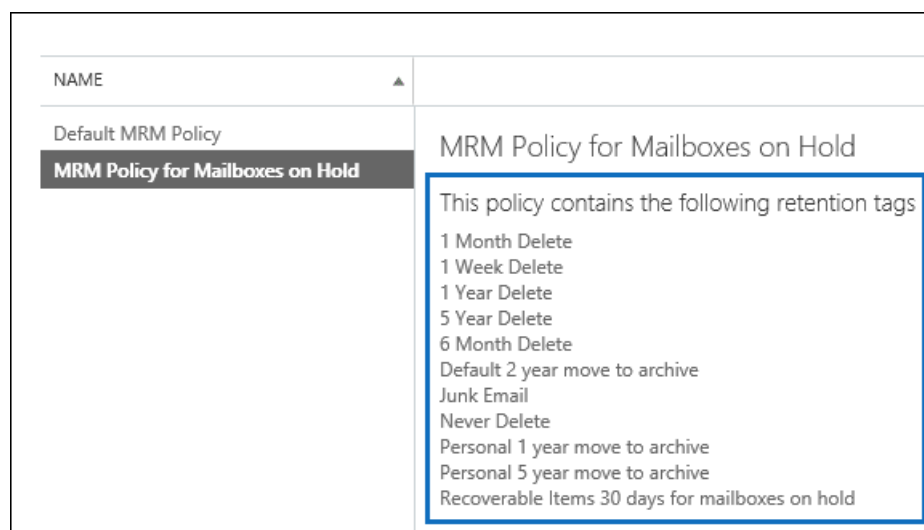 NAME
Default MRM Policy
MRM Policy for Mailboxes on Hold
MRM Policy for Mailboxes on Hold
This policy contains the following retention tags
1 Month Delete
1 Week Delete
1 Year Delete
5 Year Delete
6 Month Delete
Default 2 year move to archive
Junk Email
Never Delete
Personal 1 year move to archive
Personal 5 year move to archive
Recoverable Items 30 days for mailboxes on hold